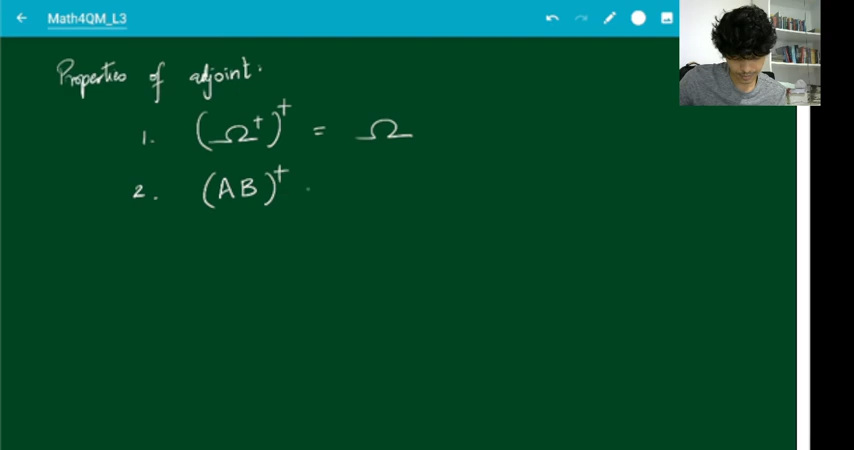 Math4QM_L3
Properties of adjoint:
1. (Ω†)† = Ω
2. (AB)†